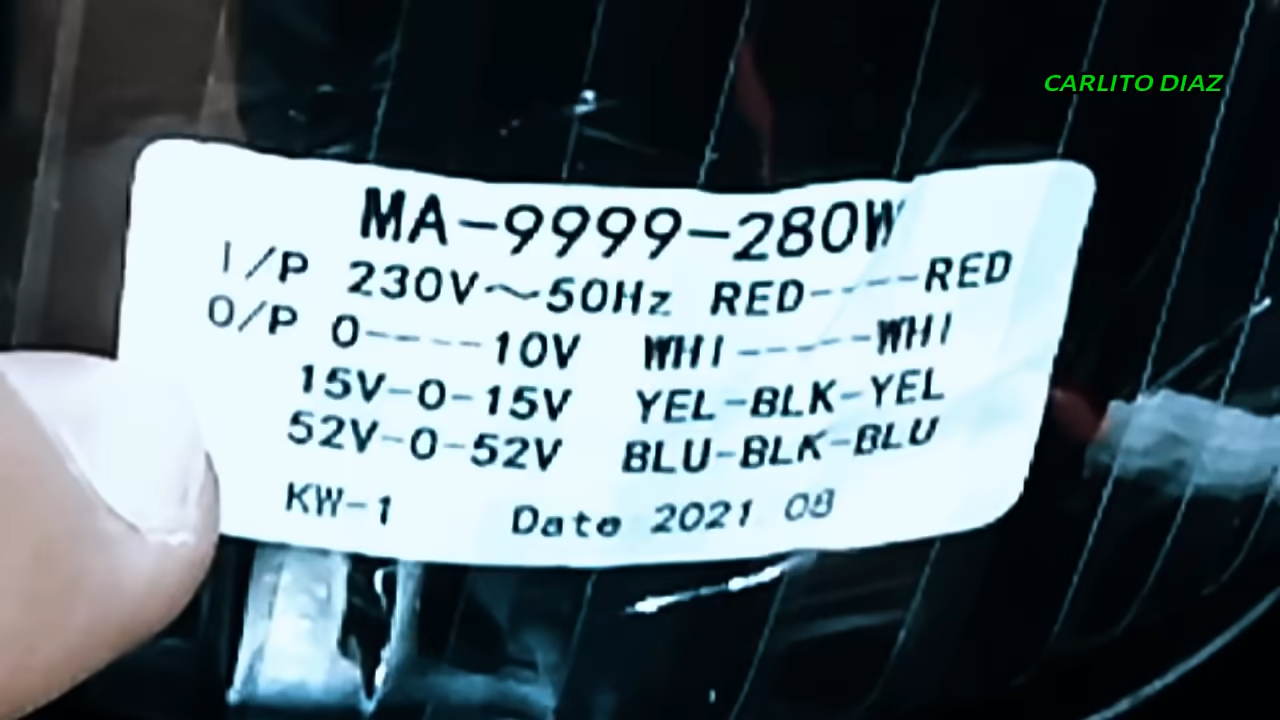 CARLITO DIAZ
MA-9999-280W
I/P 230V~50Hz RED----RED
O/P 0----10V WHI-----WHI
15V-0-15V YEL-BLK-YEL
52V-0-52V BLU-BLK-BLU
KW-1 Date 2021 08